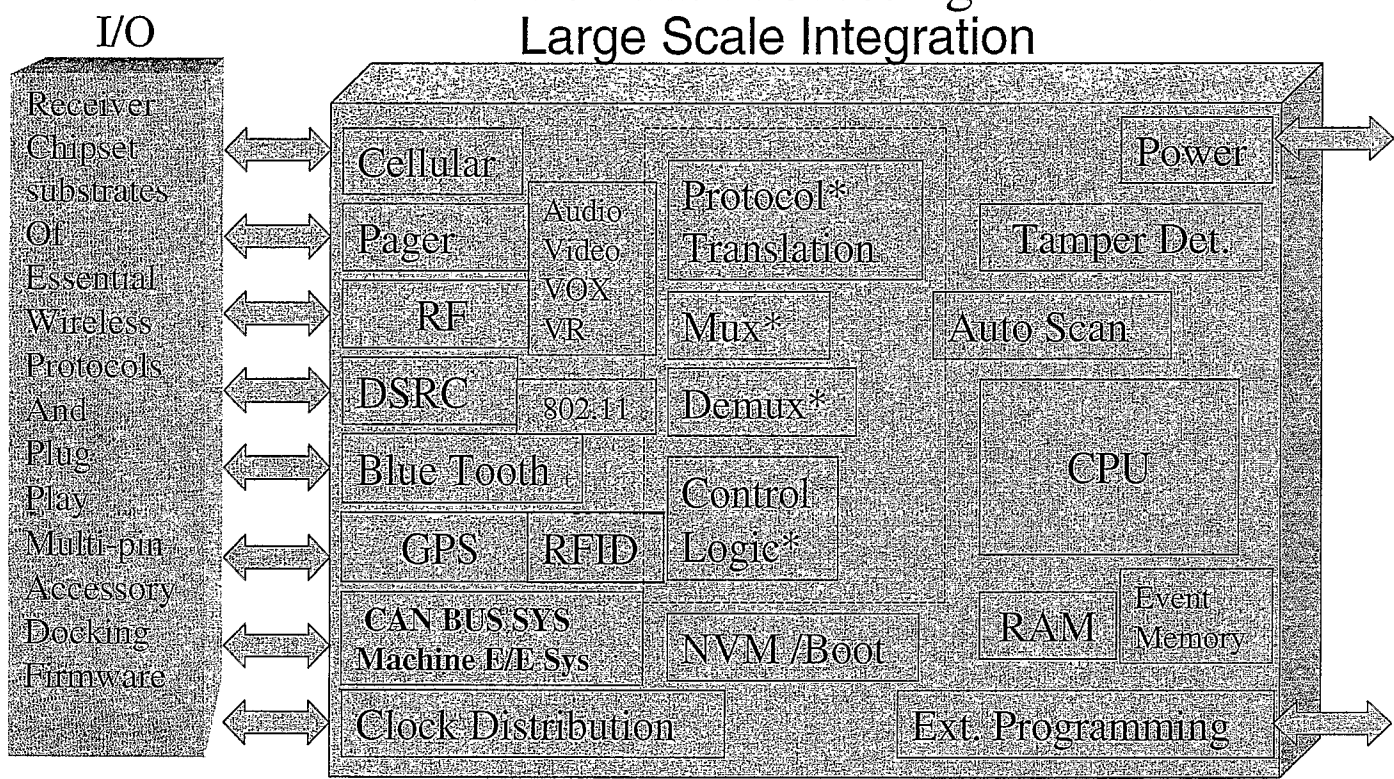 I/O
Large Scale Integration
Receiver
Chipset
substrates
Of
Essential
Wireless
Protocols
And
Plug
Play
Multi-pin
Accessory
Docking
Firmware
Cellular
Pager
RF
DSRC
802.11
Blue Tooth
GPS
RFID
CAN BUS.SYS
Machine E/E Sys
Clock Distribution
Audio
Video
VOX
VR
Protocol*
Translation
Mux*
Demux*
Control
Logic*
NVM /Boot
Power
Tamper Det.
Auto Scan
CPU
RAM
Event
Memory
Ext. Programming